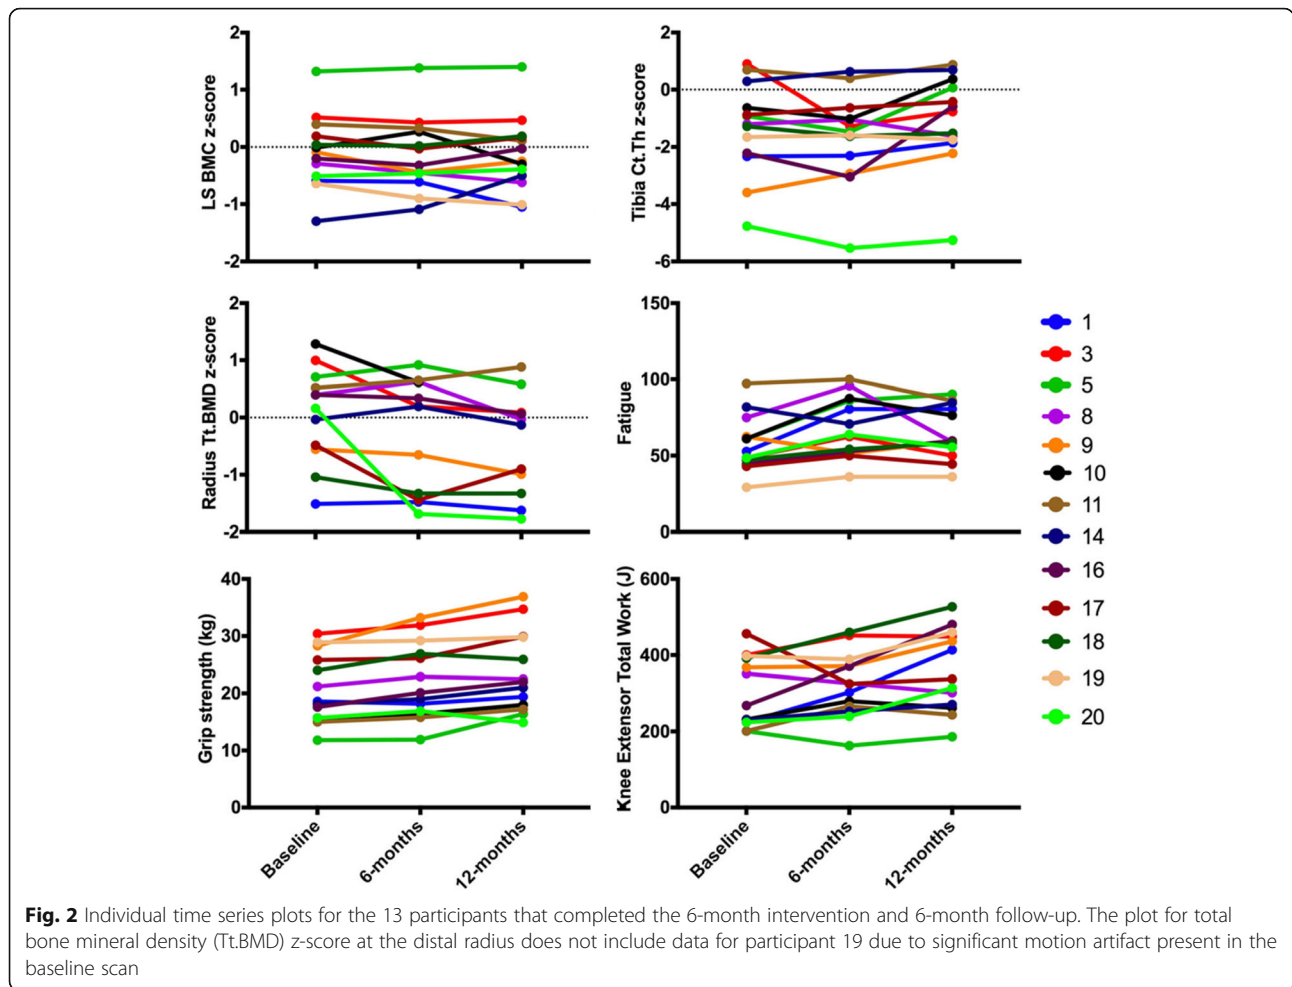 2
1
0
-1
-2
LS BMC z-score
2
0
-2
-4
-6
Tibia Ct.Th z-score
2
1
0
-1
-2
Radius Tt.BMD z-score
150
100
50
0
Fatigue
40
30
20
10
0
Grip strength (kg)
Baseline
6-months
12-months
600
400
200
0
Knee Extensor Total Work (J)
Baseline
6-months
12-months
1
3
5
8
9
10
11
14
16
17
18
19
20
Fig. 2 Individual time series plots for the 13 participants that completed the 6-month intervention and 6-month follow-up. The plot for total
bone mineral density (Tt.BMD) z-score at the distal radius does not include data for participant 19 due to significant motion artifact present in the
baseline scan